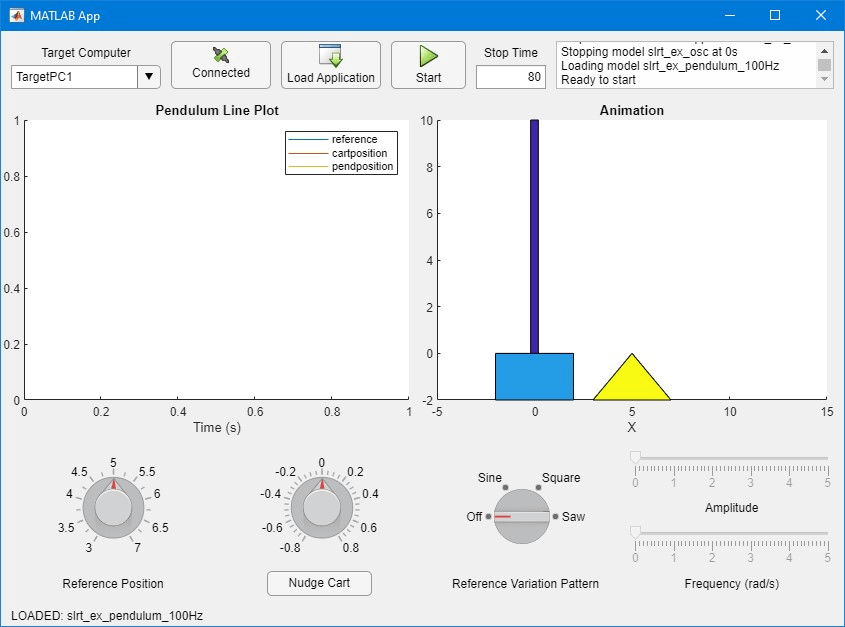 MATLAB App
Target Computer
TargetPC1
Connected
Load Application
Start
Stop Time
80
Stopping model slrt_ex_osc at 0s
Loading model slrt_ex_pendulum_100Hz
Ready to start
Pendulum Line Plot
1
0.8
0.6
0.4
0.2
0
reference
cartposition
pendposition
0 0.2 0.4 0.6 0.8 1
Time (s)
Animation
10
8
6
4
2
0
-2
-5 0 5 10 15
X
5
4.5 5.5
4 6
3.5 6.5
3 7
Reference Position
0
-0.2 0.2
-0.4 0.4
-0.6 0.6
-0.8 0.8
Nudge Cart
Sine Square
Off Saw
Reference Variation Pattern
0 1 2 3 4 5
Amplitude
0 1 2 3 4 5
Frequency (rad/s)
LOADED: slrt_ex_pendulum_100Hz